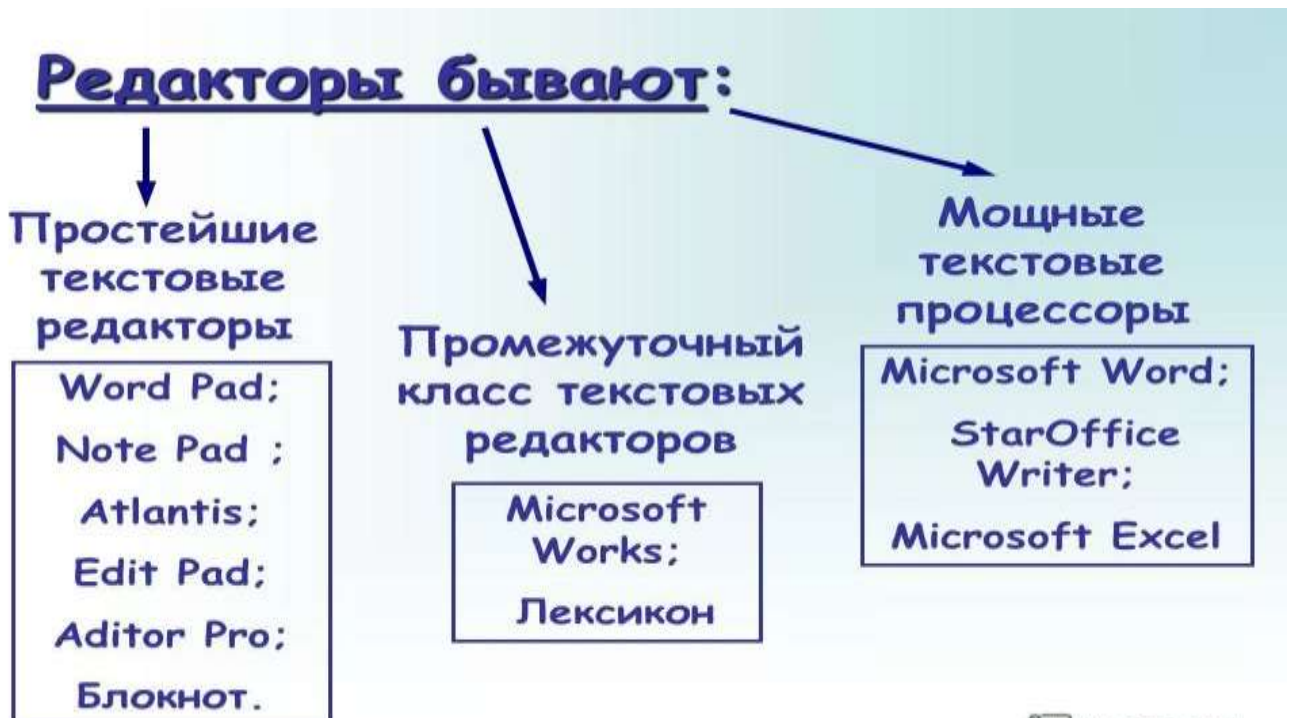 Редакторы бывают:
Простейшие
текстовые
редакторы
Word Pad;
Note Pad ;
Atlantis;
Edit Pad;
Aditor Pro;
Блокнот.
Промежуточный
класс текстовых
редакторов
Microsoft
Works;
Лексикон
Мощные
текстовые
процессоры
Microsoft Word;
StarOffice
Writer;
Microsoft Excel